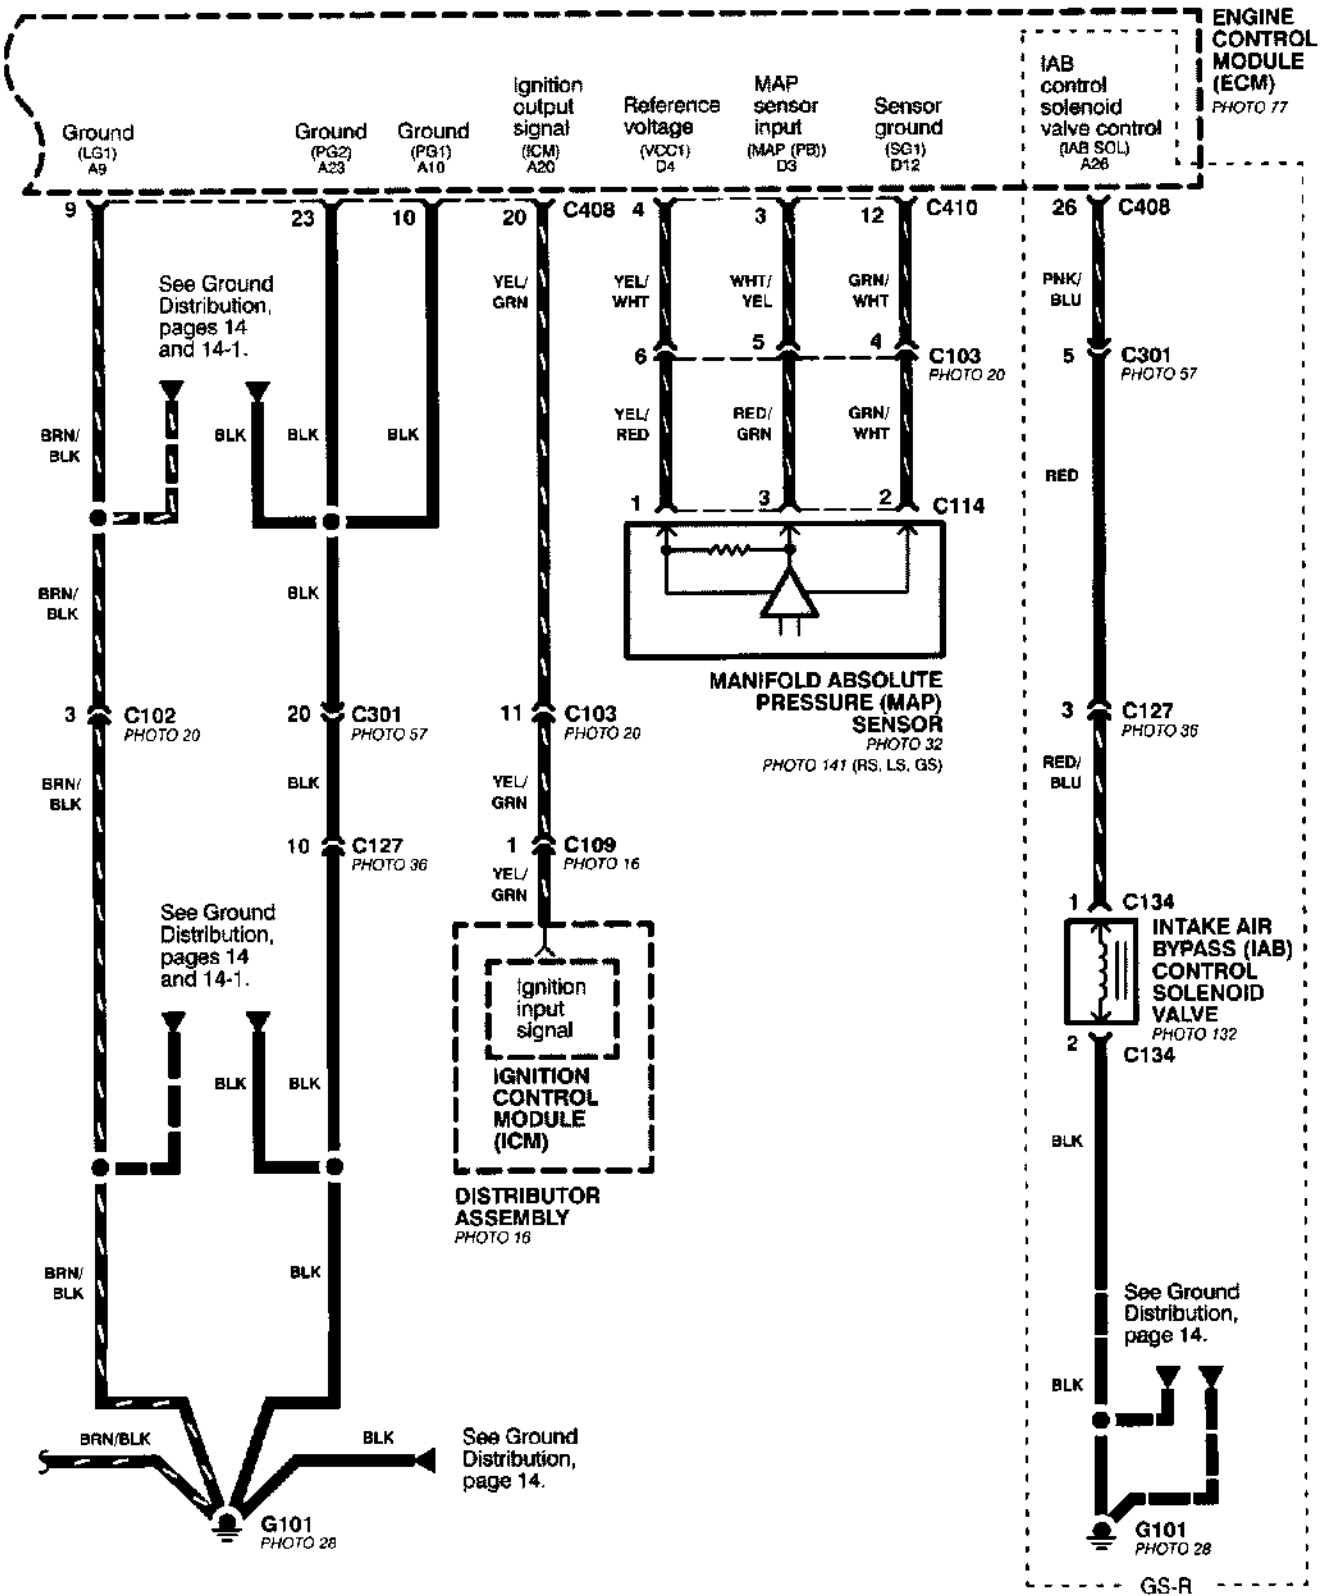 ENGINE
CONTROL
MODULE
(ECM)
PHOTO 77
Ground
(LG1)
A9
Ground
(PG2)
A23
Ground
(PG1)
A10
Ignition
output
signal
(ICM)
A20
Reference
voltage
(VCC1)
D4
MAP
sensor
input
(MAP (PB))
D3
Sensor
ground
(SG1)
D12
IAB
control
solenoid
valve control
(IAB SOL)
A26
9
23
10
20
C408
4
3
12
C410
26
C408
See Ground
Distribution,
pages 14
and 14-1.
YEL/
GRN
YEL/
WHT
WHT/
YEL
GRN/
WHT
PNK/
BLU
6
5
4
C103
PHOTO 20
5
C301
PHOTO 57
BRN/
BLK
BLK
BLK
BLK
YEL/
RED
RED/
GRN
GRN/
WHT
RED
1
3
2
C114
BRN/
BLK
BLK
MANIFOLD ABSOLUTE
PRESSURE (MAP)
SENSOR
PHOTO 32
PHOTO 141 (RS, LS, GS)
3
C102
PHOTO 20
20
C301
PHOTO 57
11
C103
PHOTO 20
3
C127
PHOTO 36
BRN/
BLK
BLK
YEL/
GRN
RED/
BLU
10
C127
PHOTO 36
1
C109
PHOTO 16
YEL/
GRN
1
C134
INTAKE AIR
BYPASS (IAB)
CONTROL
SOLENOID
VALVE
PHOTO 132
2
C134
See Ground
Distribution,
pages 14
and 14-1.
Ignition
input
signal
IGNITION
CONTROL
MODULE
(ICM)
BLK
BLK
BLK
DISTRIBUTOR
ASSEMBLY
PHOTO 16
BRN/
BLK
BLK
See Ground
Distribution,
page 14.
BLK
BRN/BLK
BLK
See Ground
Distribution,
page 14.
G101
PHOTO 28
G101
PHOTO 28
GS-R